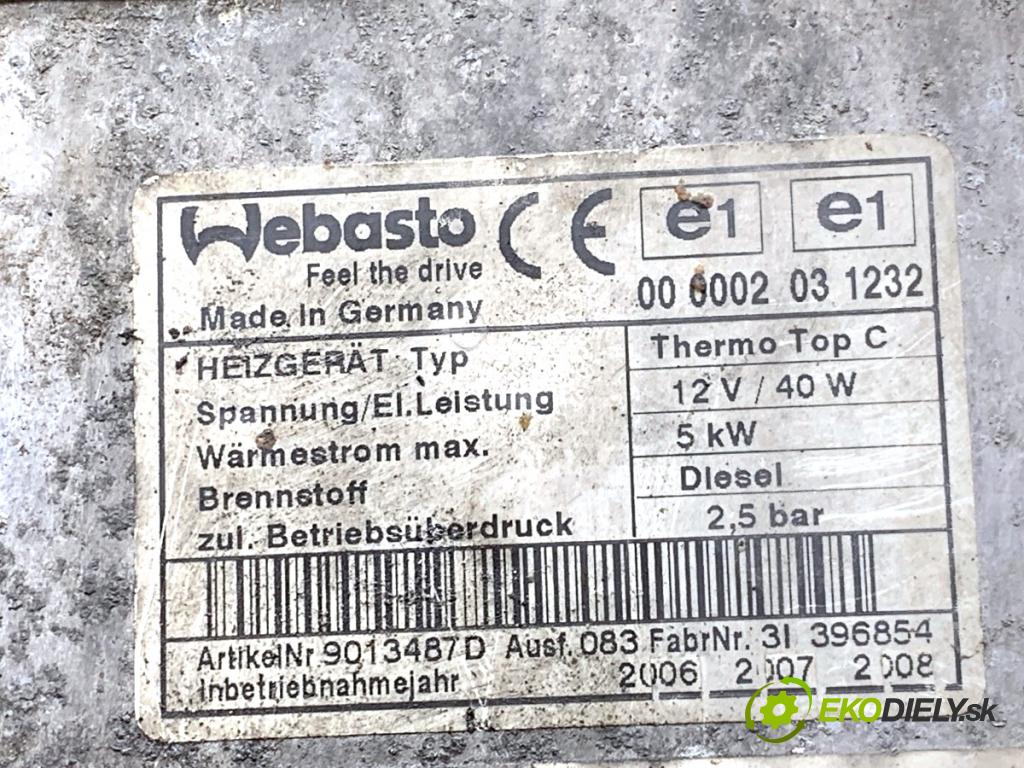 Webasto CE e1 e1
Feel the drive
00 0002 03 1232
Made in Germany
HEIZGERÄT Typ Thermo Top C
Spannung/El.Leistung 12 V / 40 W
Wärmestrom max. 5 kW
Brennstoff Diesel
zul. Betriebsüberdruck 2,5 bar
ArtikelNr 9013487D Ausf. 083 FabrNr. 31 396854
Inbetriebnahmejahr 2006 2007 2008
EKODIELY.sk